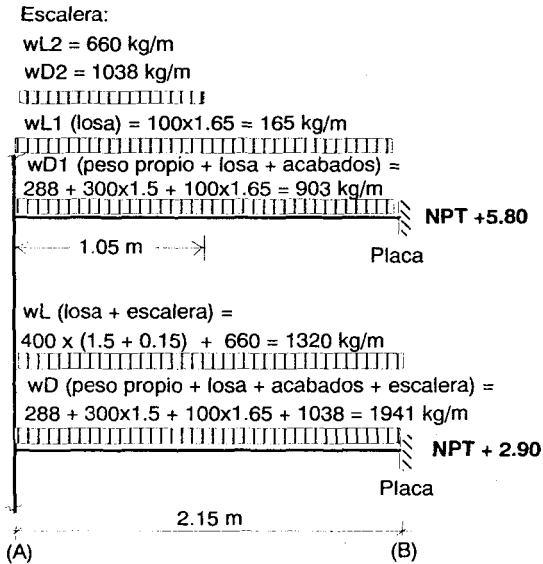 Escalera:
wL2 = 660 kg/m
wD2 = 1038 kg/m
wL1 (losa) = 100x1.65 = 165 kg/m
wD1 (peso propio + losa + acabados) =
288 + 300x1.5 + 100x1.65 = 903 kg/m
NPT +5.80
1.05 m
Placa
wL (losa + escalera) =
400 x (1.5 + 0.15) + 660 = 1320 kg/m
wD (peso propio + losa + acabados + escalera) =
288 + 300x1.5 + 100x1.65 + 1038 = 1941 kg/m
NPT + 2.90
Placa
2.15 m
(A) (B)